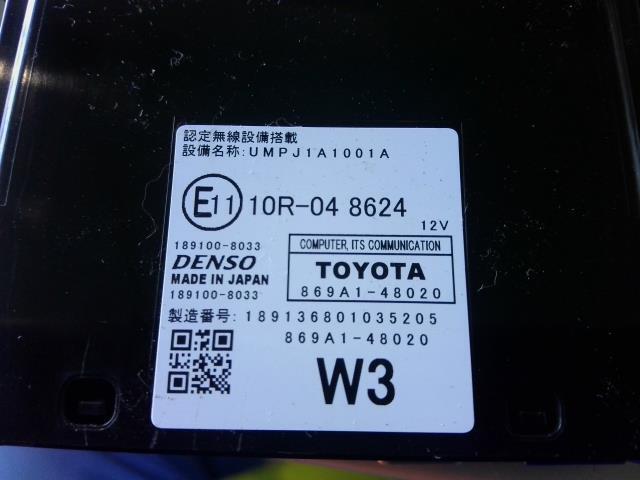 認定無線設備搭載
設備名称:UMPJ1A1001A
E11 10R-04 8624
12V
189100-8033
DENSO
MADE IN JAPAN
189100-8033
COMPUTER, ITS COMMUNICATION
TOYOTA
869A1-48020
製造番号:189136801035205
869A1-48020
W3